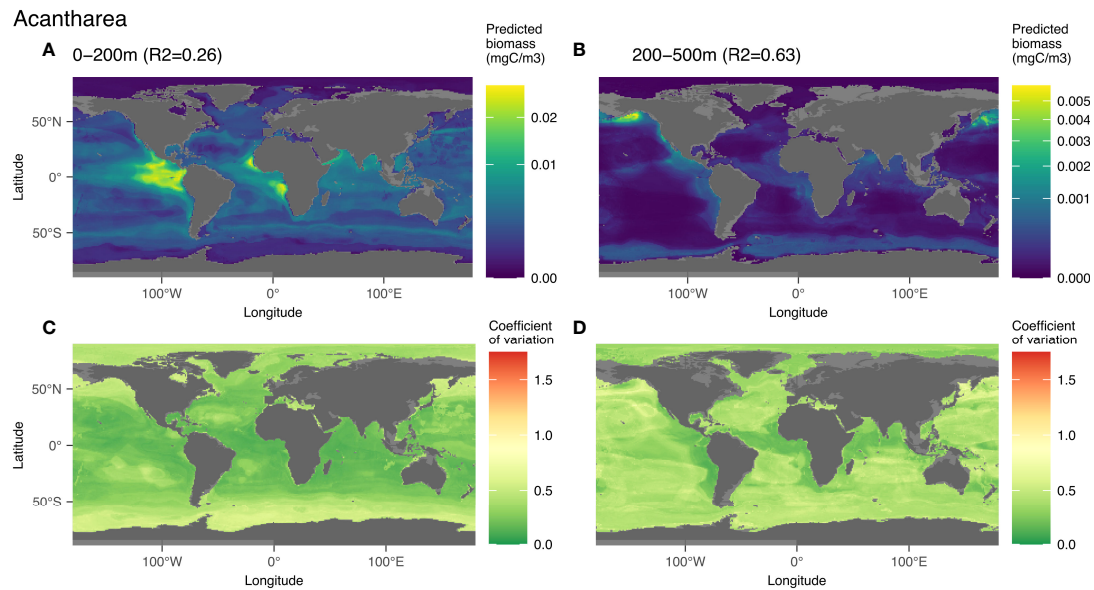 Acantharea
A
0−200m (R2=0.26)
Predicted
biomass
(mgC/m3)
0.02
0.01
0.00
50°N
0°
50°S
Latitude
100°W
0°
100°E
Longitude
B
200−500m (R2=0.63)
Predicted
biomass
(mgC/m3)
0.005
0.004
0.003
0.002
0.001
0.000
100°W
0°
100°E
Longitude
C
Coefficient
of variation
1.5
1.0
0.5
0.0
50°N
0°
50°S
Latitude
100°W
0°
100°E
Longitude
D
Coefficient
of variation
1.5
1.0
0.5
0.0
100°W
0°
100°E
Longitude